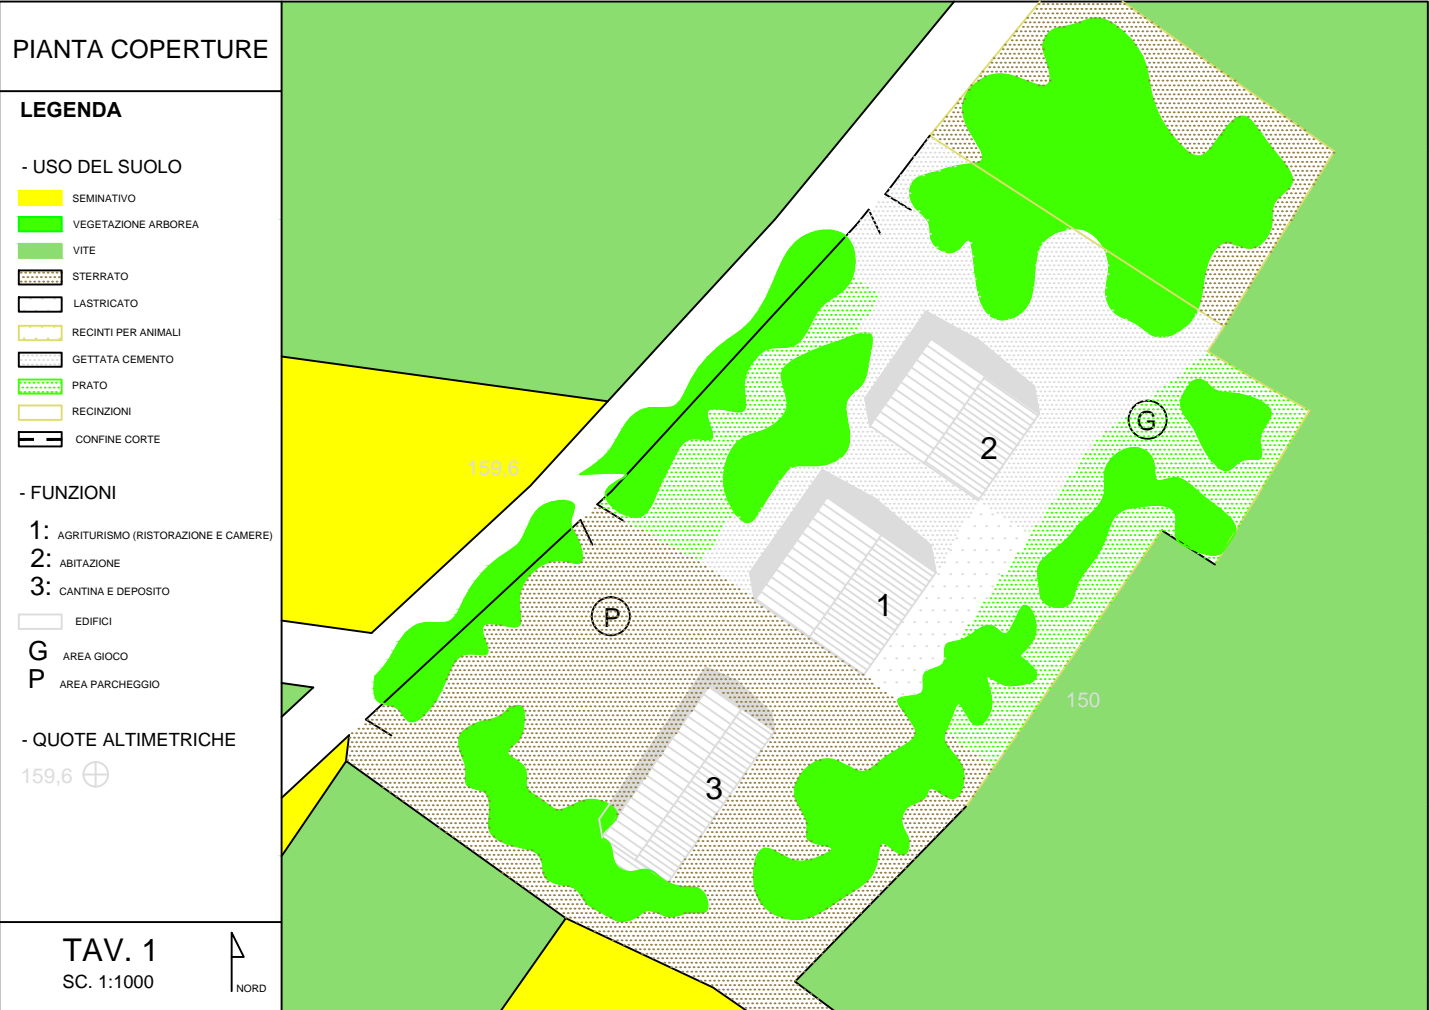 PIANTA COPERTURE
LEGENDA
- USO DEL SUOLO
SEMINATIVO
VEGETAZIONE ARBOREA
VITE
STERRATO
LASTRICATO
RECINTI PER ANIMALI
GETTATA CEMENTO
PRATO
RECINZIONI
CONFINE CORTE
- FUNZIONI
1: AGRITURISMO (RISTORAZIONE E CAMERE)
2: ABITAZIONE
3: CANTINA E DEPOSITO
EDIFICI
G AREA GIOCO
P AREA PARCHEGGIO
- QUOTE ALTIMETRICHE
159,6
TAV. 1
SC. 1:1000
NORD
G
2
159,6
1
P
150
3